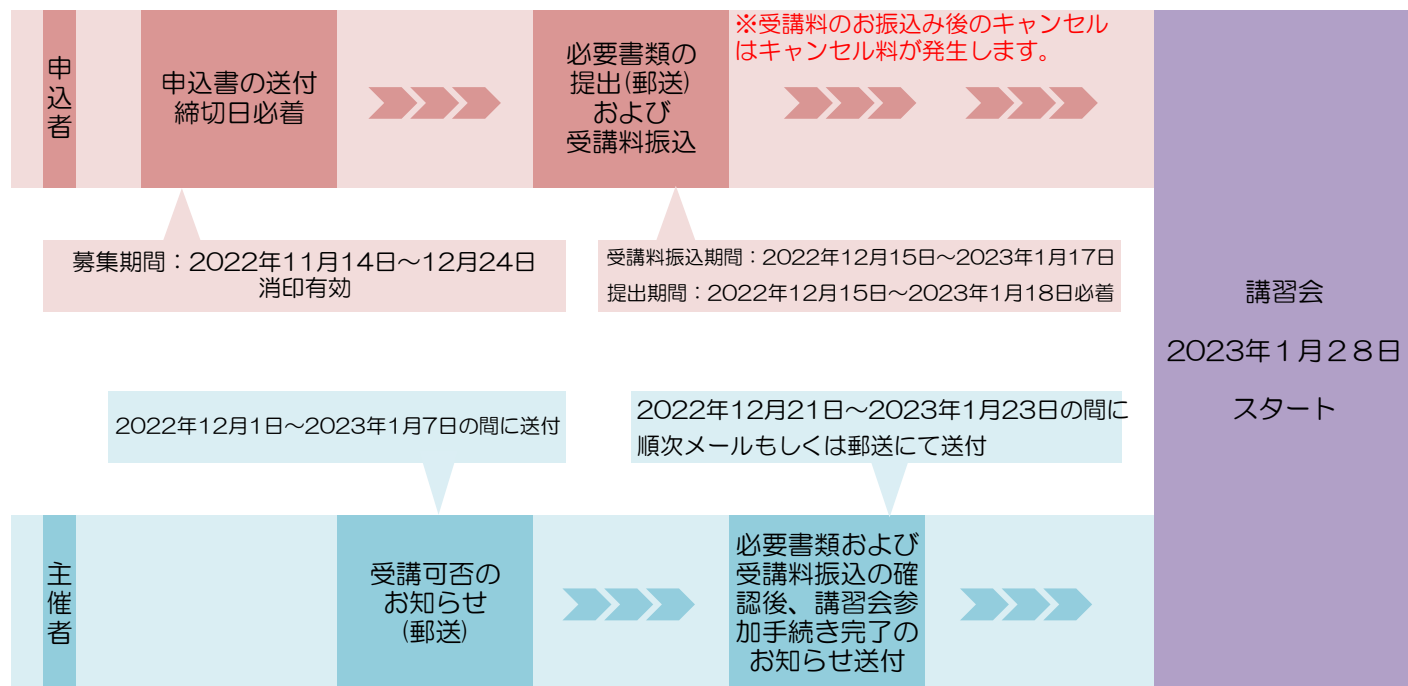 申込者
申込書の送付
締切日必着
必要書類の
提出(郵送)
および
受講料振込
※受講料のお振込み後のキャンセル
はキャンセル料が発生します。
募集期間：2022年11月14日～12月24日
消印有効
受講料振込期間：2022年12月15日～2023年1月17日
提出期間：2022年12月15日～2023年1月18日必着
講習会
2023年１月２８日
スタート
2022年12月1日～2023年1月7日の間に送付
2022年12月21日～2023年1月23日の間に
順次メールもしくは郵送にて送付
主催者
受講可否の
お知らせ
(郵送)
必要書類および
受講料振込の確
認後、講習会参
加手続き完了の
お知らせ送付